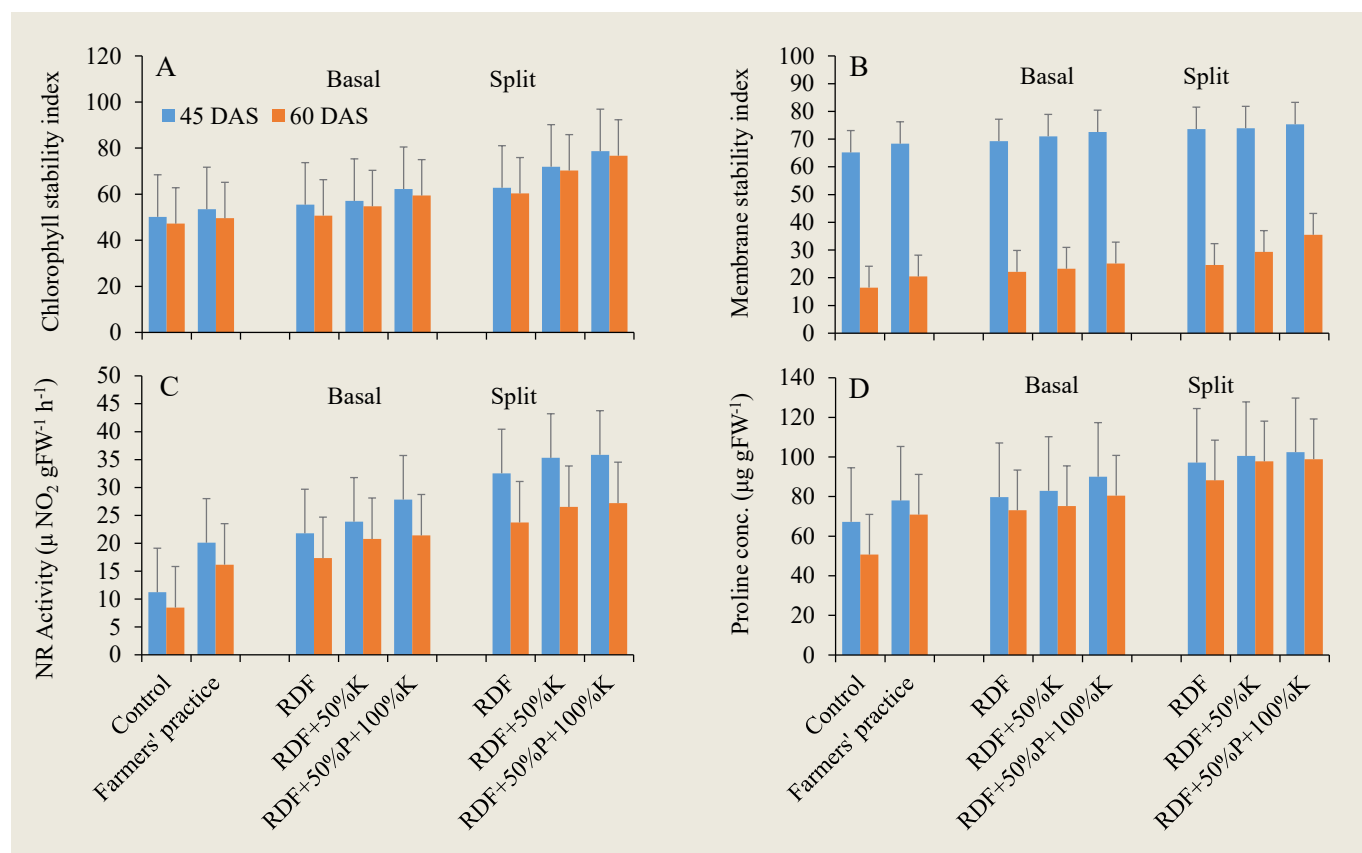 A
Basal
Split
45 DAS
60 DAS
Chlorophyll stability index
120
100
80
60
40
20
0
B
Basal
Split
Membrane stability index
100
90
80
70
60
50
40
30
20
10
0
C
Basal
Split
NR Activity (µ NO₂ gFW⁻¹ h⁻¹)
50
45
40
35
30
25
20
15
10
5
0
Control
Farmers' practice
RDF
RDF+50%K
RDF+50%P+100%K
RDF
RDF+50%K
RDF+50%P+100%K
D
Basal
Split
Proline conc. (µg gFW⁻¹)
140
120
100
80
60
40
20
0
Control
Farmers' practice
RDF
RDF+50%K
RDF+50%P+100%K
RDF
RDF+50%K
RDF+50%P+100%K